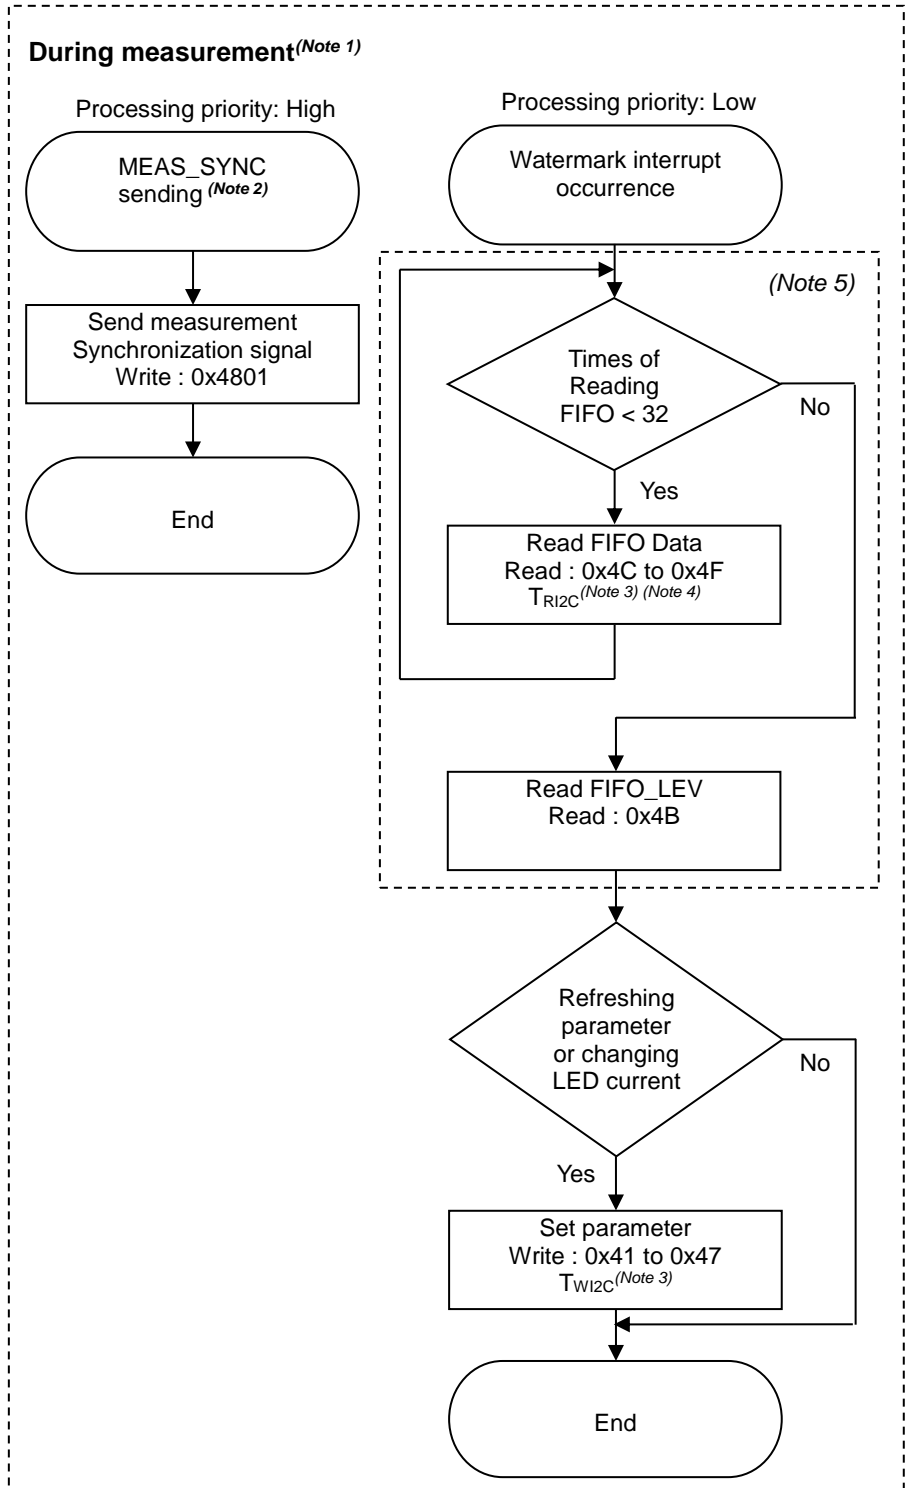 During measurement(Note 1)
Processing priority: High
MEAS_SYNC
sending (Note 2)
Send measurement
Synchronization signal
Write : 0x4801
End
Processing priority: Low
Watermark interrupt
occurrence
(Note 5)
Times of
Reading
FIFO < 32
No
Yes
Read FIFO Data
Read : 0x4C to 0x4F
TRI2C(Note 3) (Note 4)
Read FIFO_LEV
Read : 0x4B
Refreshing
parameter
or changing
LED current
No
Yes
Set parameter
Write : 0x41 to 0x47
TWI2C(Note 3)
End